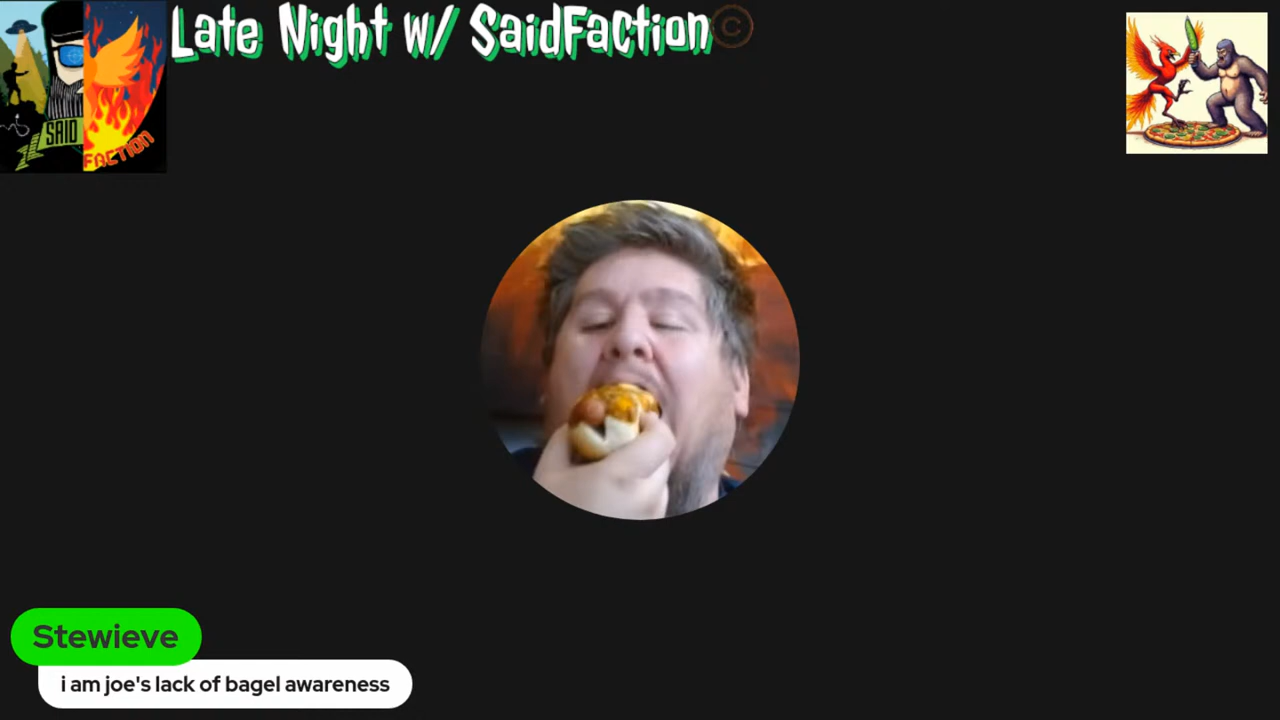 Late Night w/ SaidFaction©
SAID
FACTION
Stewieve
i am joe's lack of bagel awareness